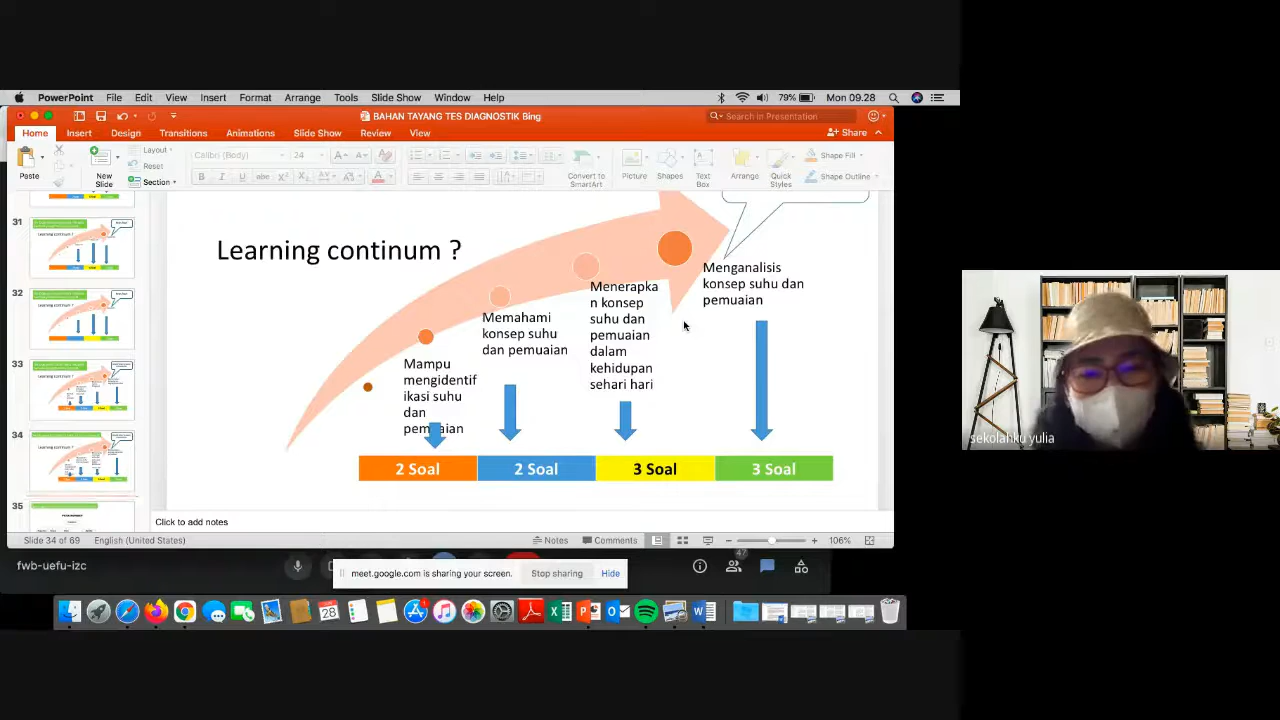 PowerPoint File Edit View Insert Format Arrange Tools Slide Show Window Help 79% Mon 09.28
BAHAN TAYANG TES DIAGNOSTIK Bing
Search in Presentation
Home Insert Design Transitions Animations Slide Show Review View
Share
Paste
New
Slide
Layout
Reset
Section
Calibri (Body) 24
B I U abc
Convert to
SmartArt
Picture
Shapes
Text
Box
Arrange
Quick
Styles
Shape Fill
Shape Outline
31
32
33
34
35
Learning continum ?
Mampu
mengidentif
ikasi suhu
dan
pemuaian
Memahami
konsep suhu
dan pemuaian
Menerapka
n konsep
suhu dan
pemuaian
dalam
kehidupan
sehari hari
Menganalisis
konsep suhu dan
pemuaian
2 Soal 2 Soal 3 Soal 3 Soal
Click to add notes
Slide 34 of 69 English (United States) Notes Comments 106%
fwb-uefu-izc
meet.google.com is sharing your screen. Stop sharing Hide
47
28
sekolahku yulia